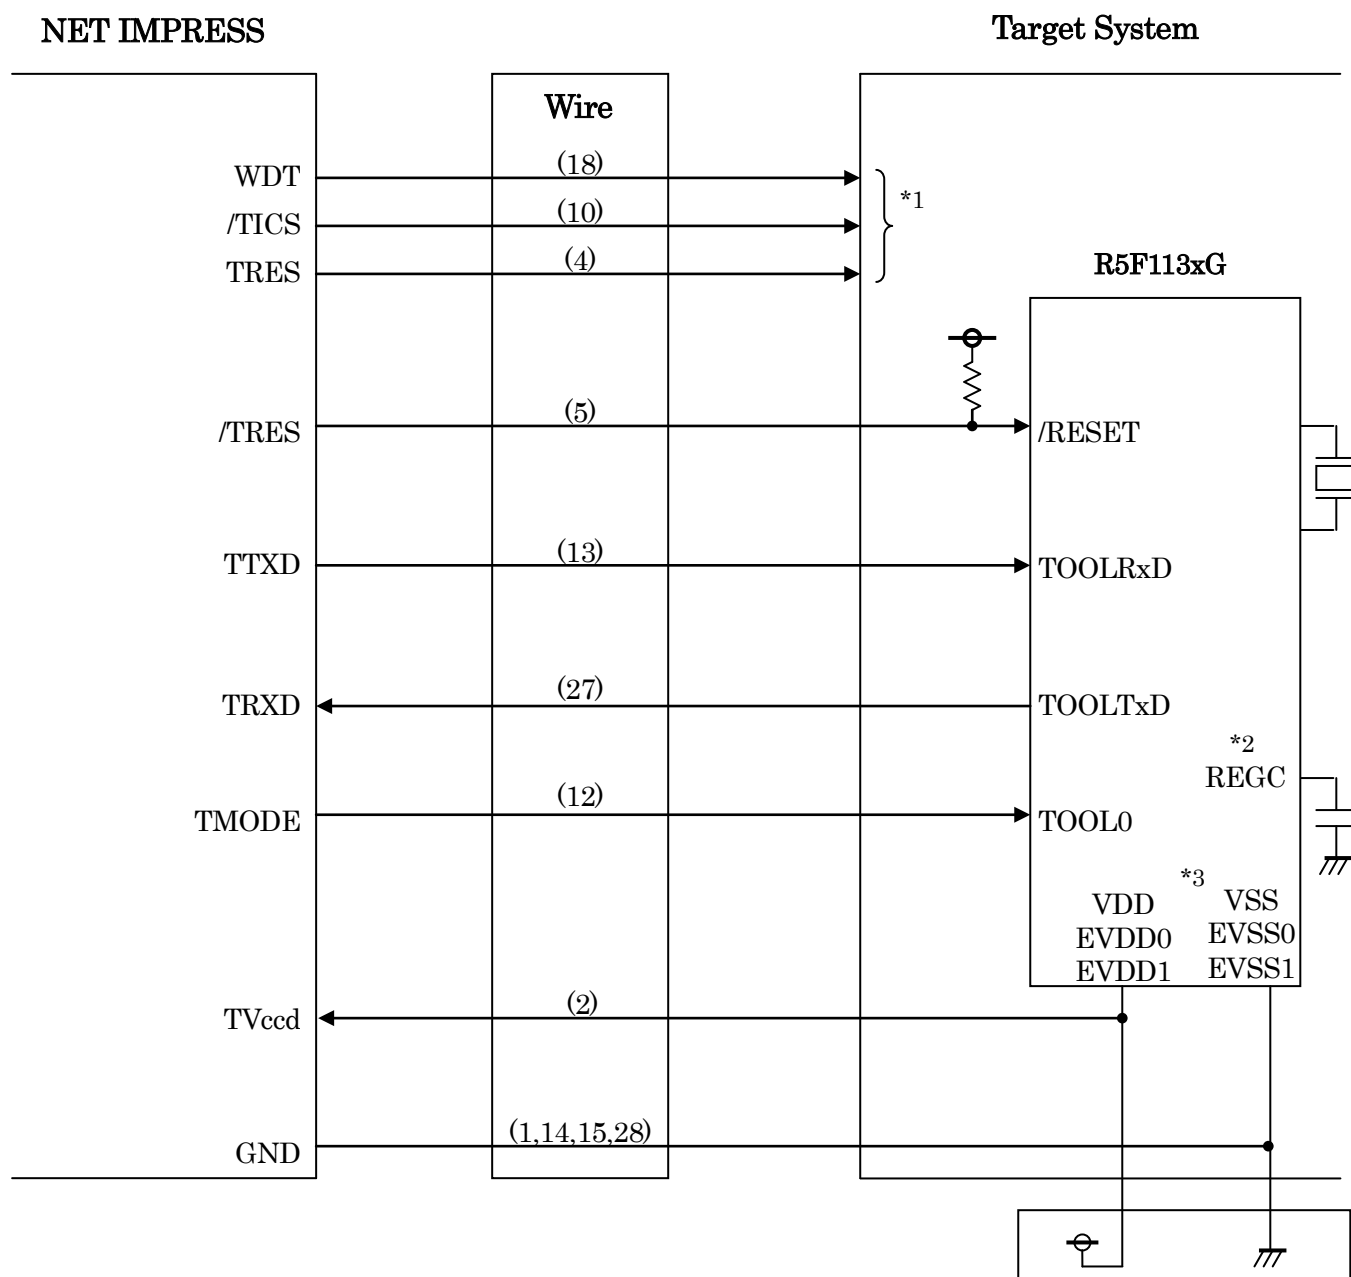 NET IMPRESS
Target System
Wire
WDT
(18)
*1
/TICS
(10)
TRES
(4)
R5F113xG
/TRES
(5)
/RESET
TTXD
(13)
TOOLRxD
TRXD
(27)
TOOLTxD
*2
REGC
TMODE
(12)
TOOL0
*3
VDD
VSS
EVDD0
EVSS0
EVDD1
EVSS1
TVccd
(2)
GND
(1,14,15,28)